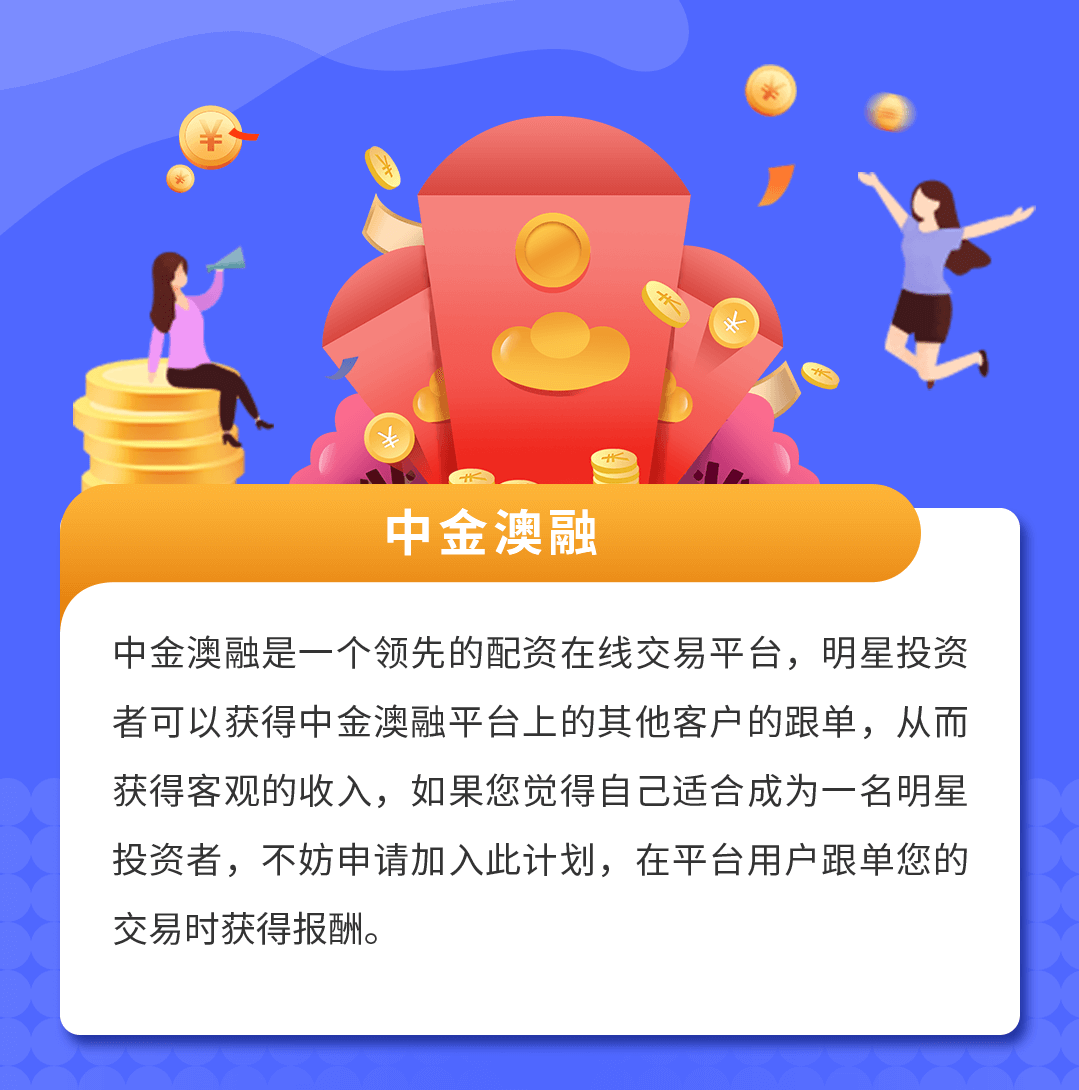 中金澳融
中金澳融是一个领先的配资在线交易平台，明星投资
者可以获得中金澳融平台上的其他客户的跟单，从而
获得客观的收入，如果您觉得自己适合成为一名明星
投资者，不妨申请加入此计划，在平台用户跟单您的
交易时获得报酬。